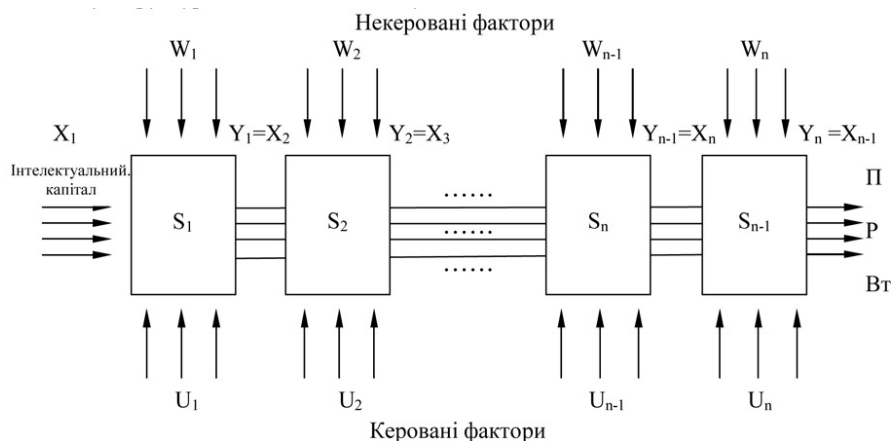 Некеровані фактори
W1 W2 Wn-1 Wn
X1 Y1=X2 Y2=X3 Yn-1=Xn Yn =Xn-1
Інтелектуальний.
капітал
П
......
S1 S2 ...... Sn Sn-1 Р
......
Вт
U1 U2 Un-1 Un
Керовані фактори